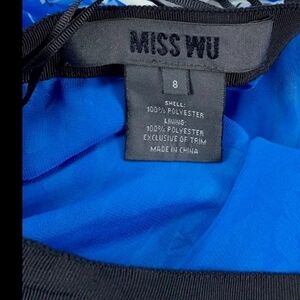 MISS WU
8
SHELL:
100% POLYESTER
LINING:
100% POLYESTER
EXCLUSIVE OF TRIM
MADE IN CHINA